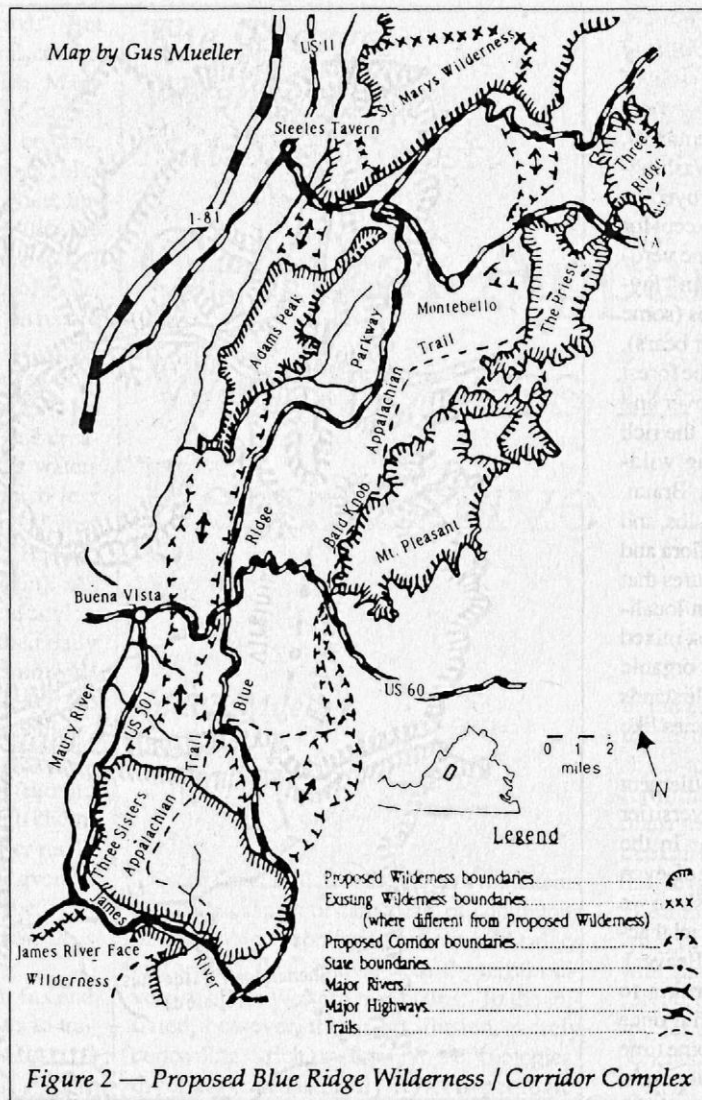 Map by Gus Mueller
US 11
St. Marys Wilderness
Steeles Tavern
Three
Ridge
I-81
VA
Adams Peak
Montebello
The Priest
Parkway
Trail
Appalachian
Ridge
Bald Knob
Mt. Pleasant
Buena Vista
US 60
Maury River
US 501
Blue
Trail
0 1 2
miles
N
Three Sisters
Appalachian
Legend
James
River
James River Face
Wilderness
Proposed Wilderness boundaries
Existing Wilderness boundaries
(where different from Proposed Wilderness)
Proposed Corridor boundaries
State boundaries
Major Rivers
Major Highways
Trails
Figure 2 — Proposed Blue Ridge Wilderness / Corridor Complex